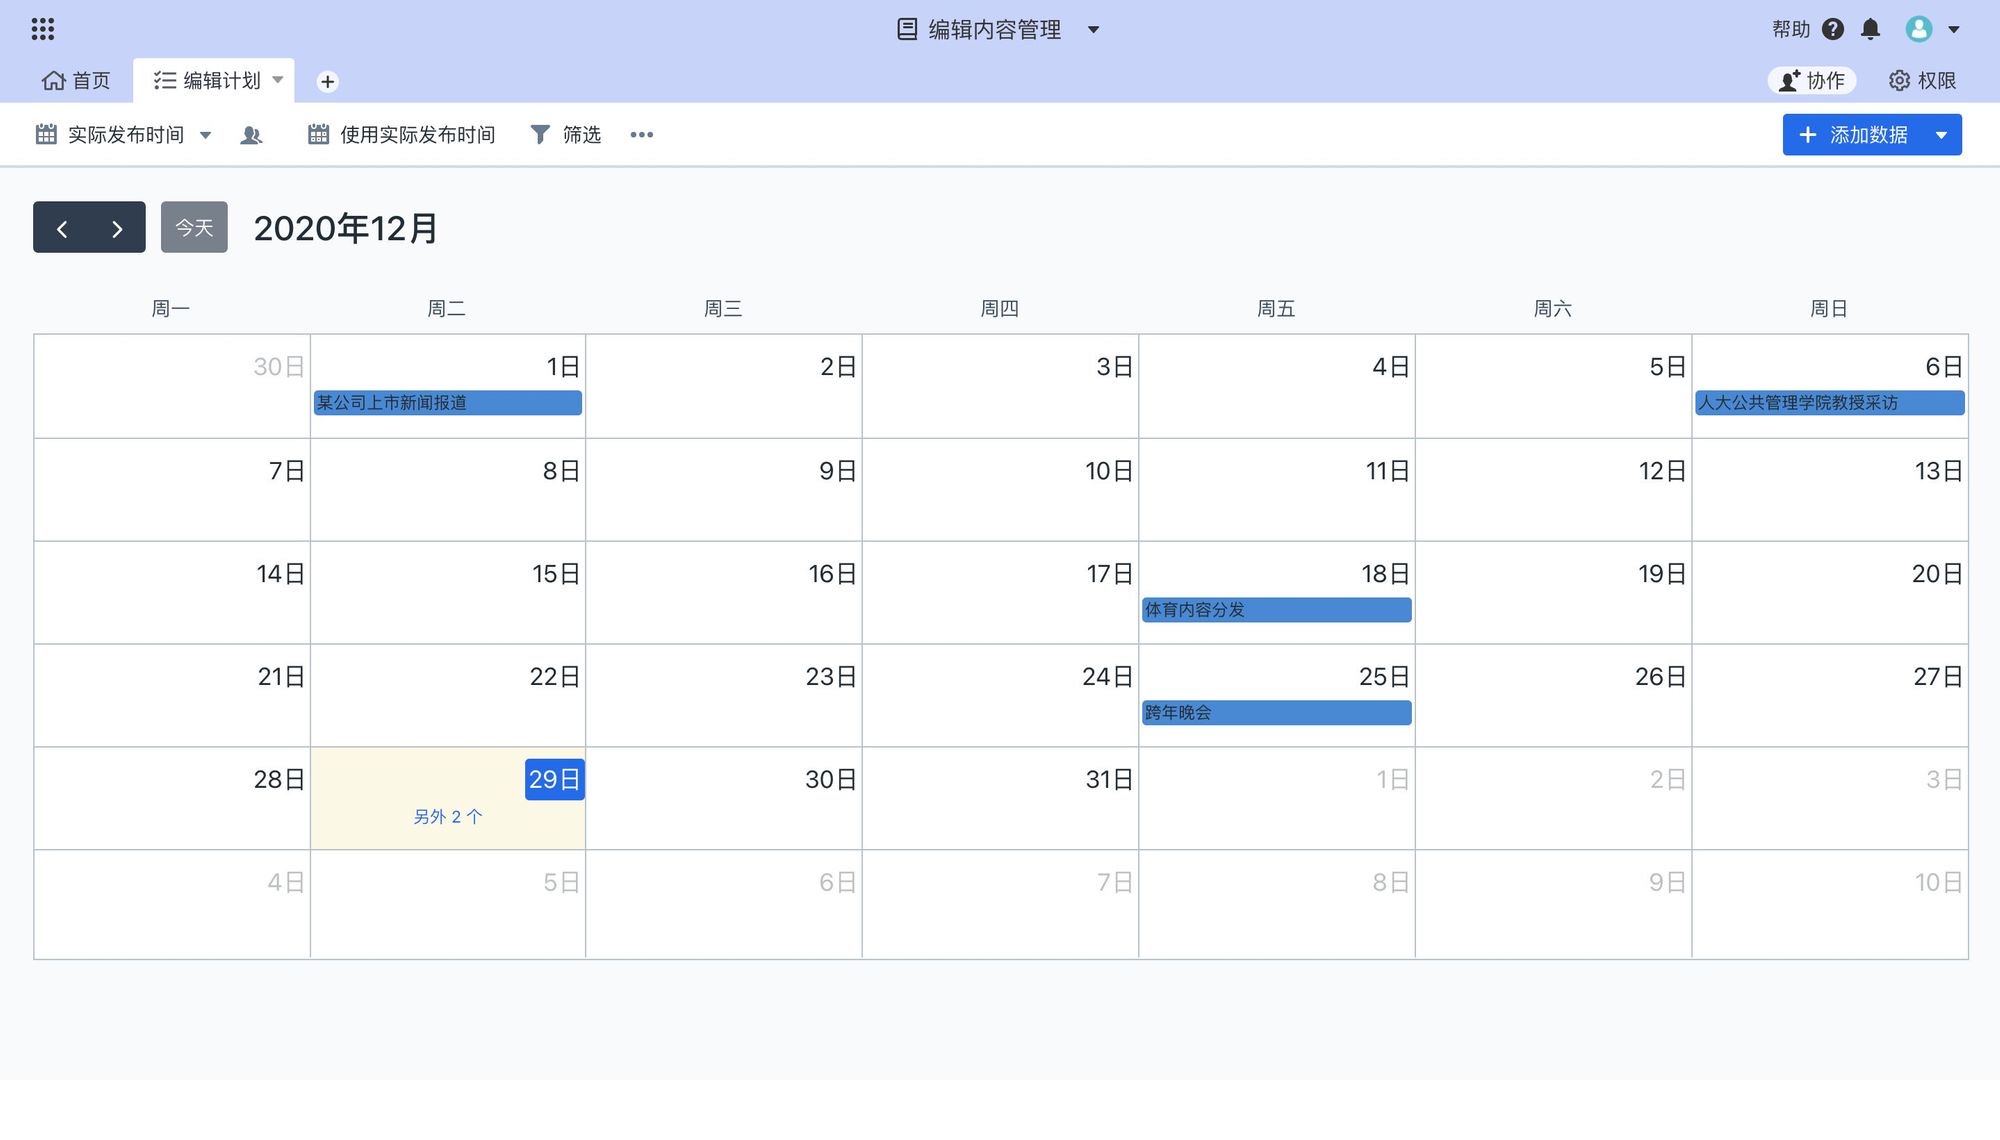 编辑内容管理
帮助
首页
编辑计划
协作
权限
实际发布时间
使用实际发布时间
筛选
添加数据
今天
2020年12月
周一 周二 周三 周四 周五 周六 周日
30日 1日 2日 3日 4日 5日 6日
某公司上市新闻报道
人大公共管理学院教授采访
7日 8日 9日 10日 11日 12日 13日
14日 15日 16日 17日 18日 19日 20日
体育内容分发
21日 22日 23日 24日 25日 26日 27日
跨年晚会
28日 29日 30日 31日 1日 2日 3日
另外 2 个
4日 5日 6日 7日 8日 9日 10日